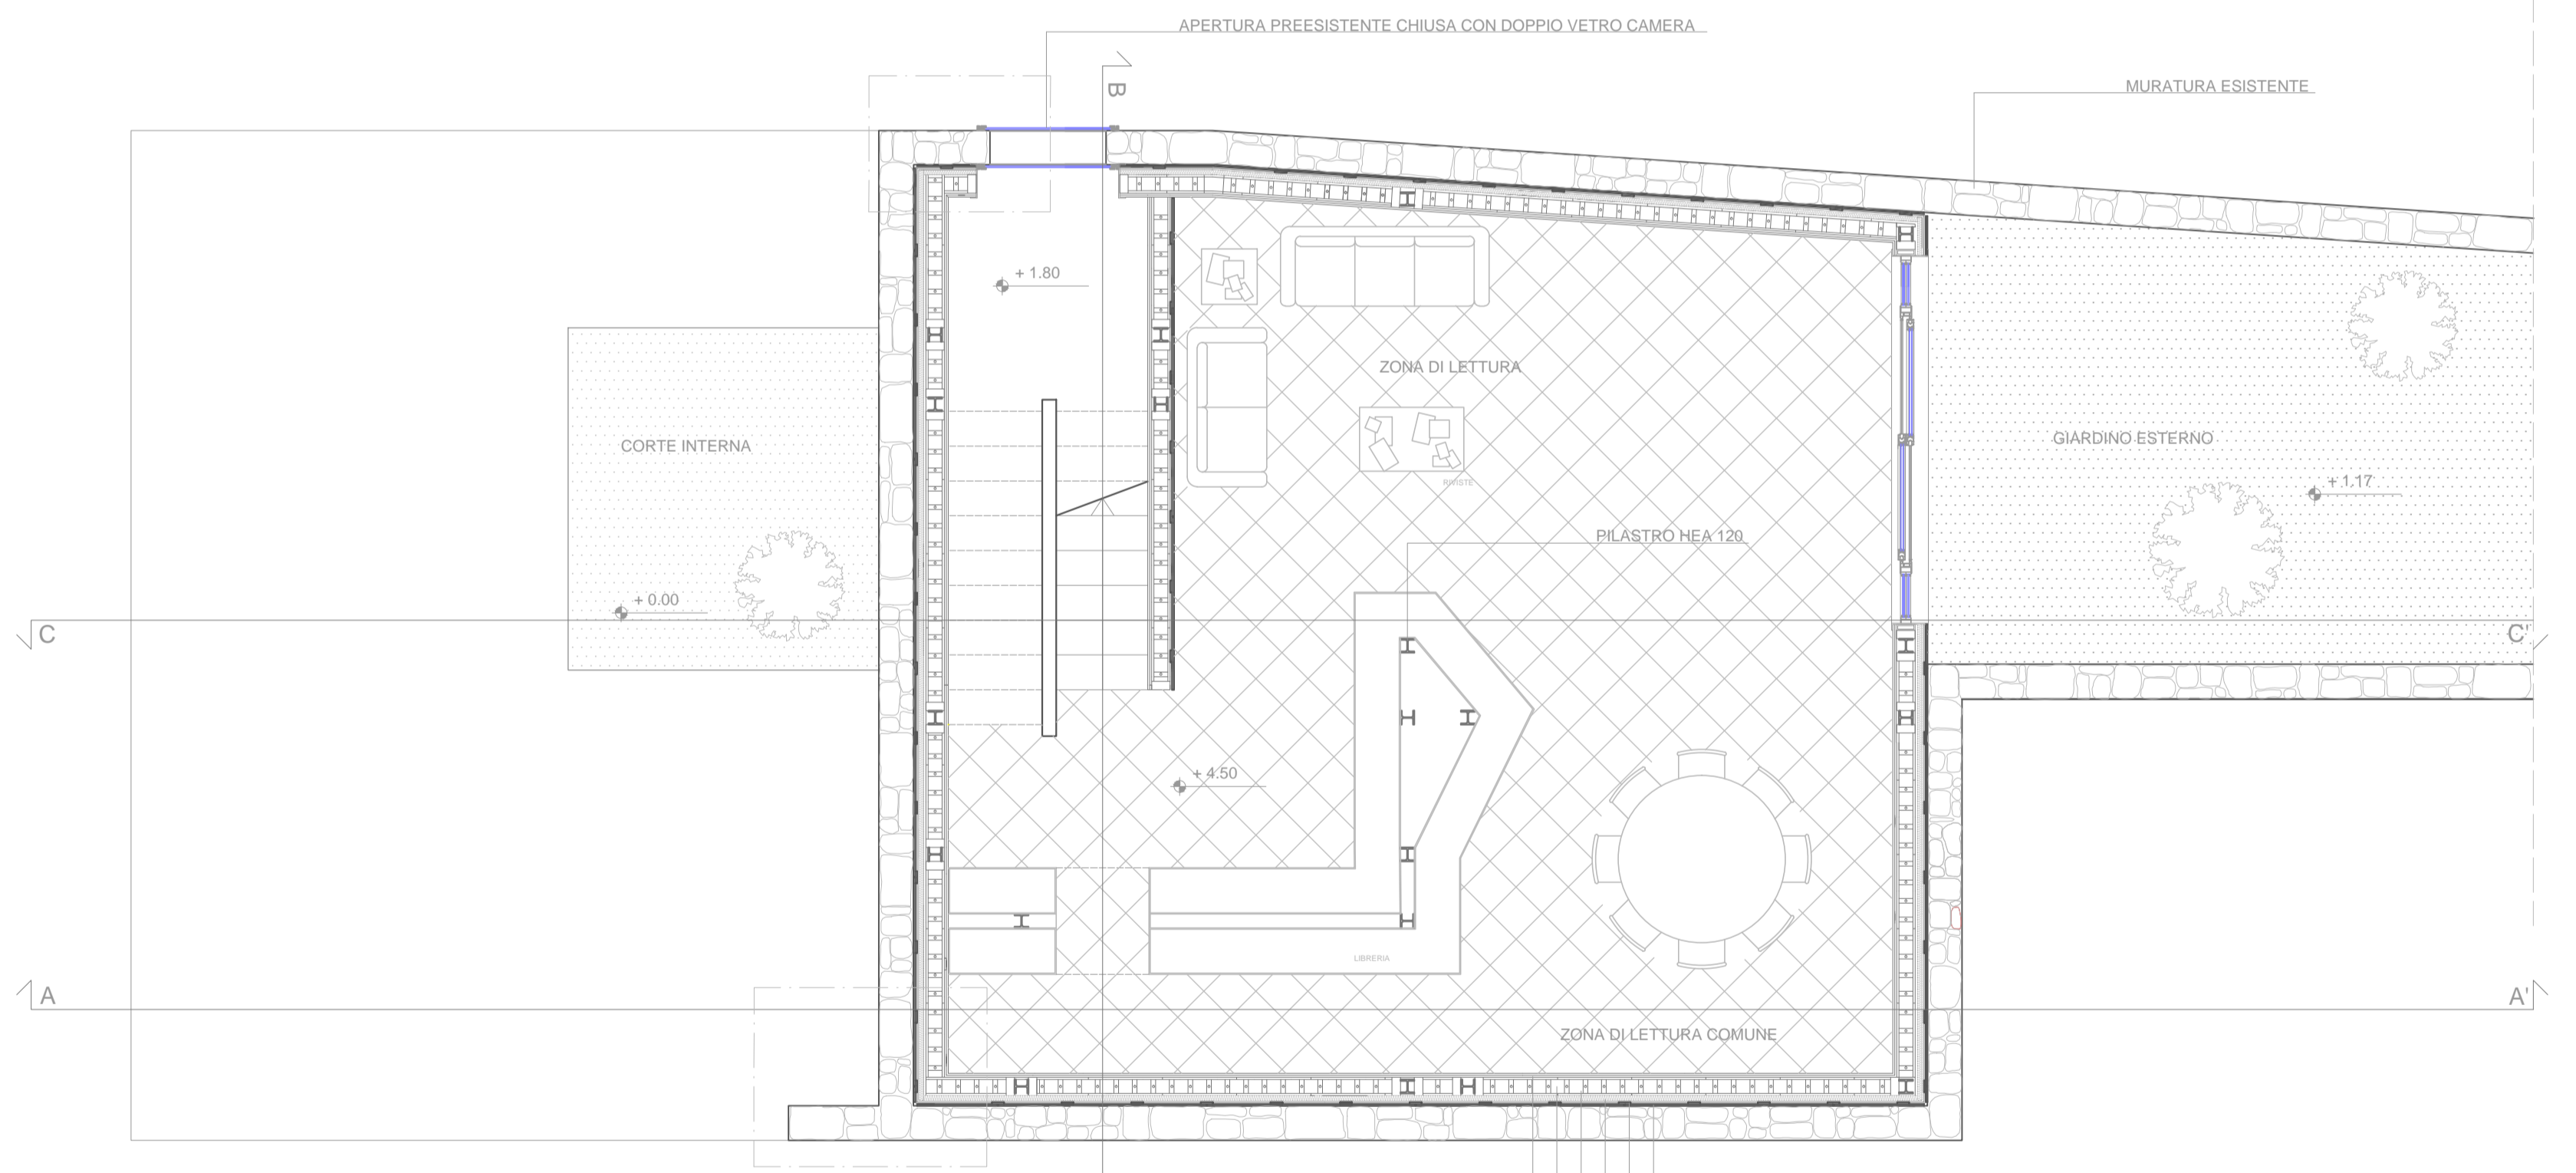 APERTURA PREESISTENTE CHIUSA CON DOPPIO VETRO CAMERA
B
MURATURA ESISTENTE
+ 1.80
ZONA DI LETTURA
CORTE INTERNA
GIARDINO ESTERNO
RIVISTE
+ 1.17
PILASTRO HEA 120
+ 0.00
C
C'
+ 4.50
LIBRERIA
A
A'
ZONA DI LETTURA COMUNE